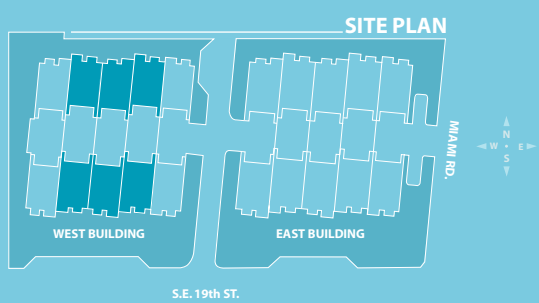 SITE PLAN
MIAMI RD.
N
W
E
S
WEST BUILDING
EAST BUILDING
S.E. 19th ST.